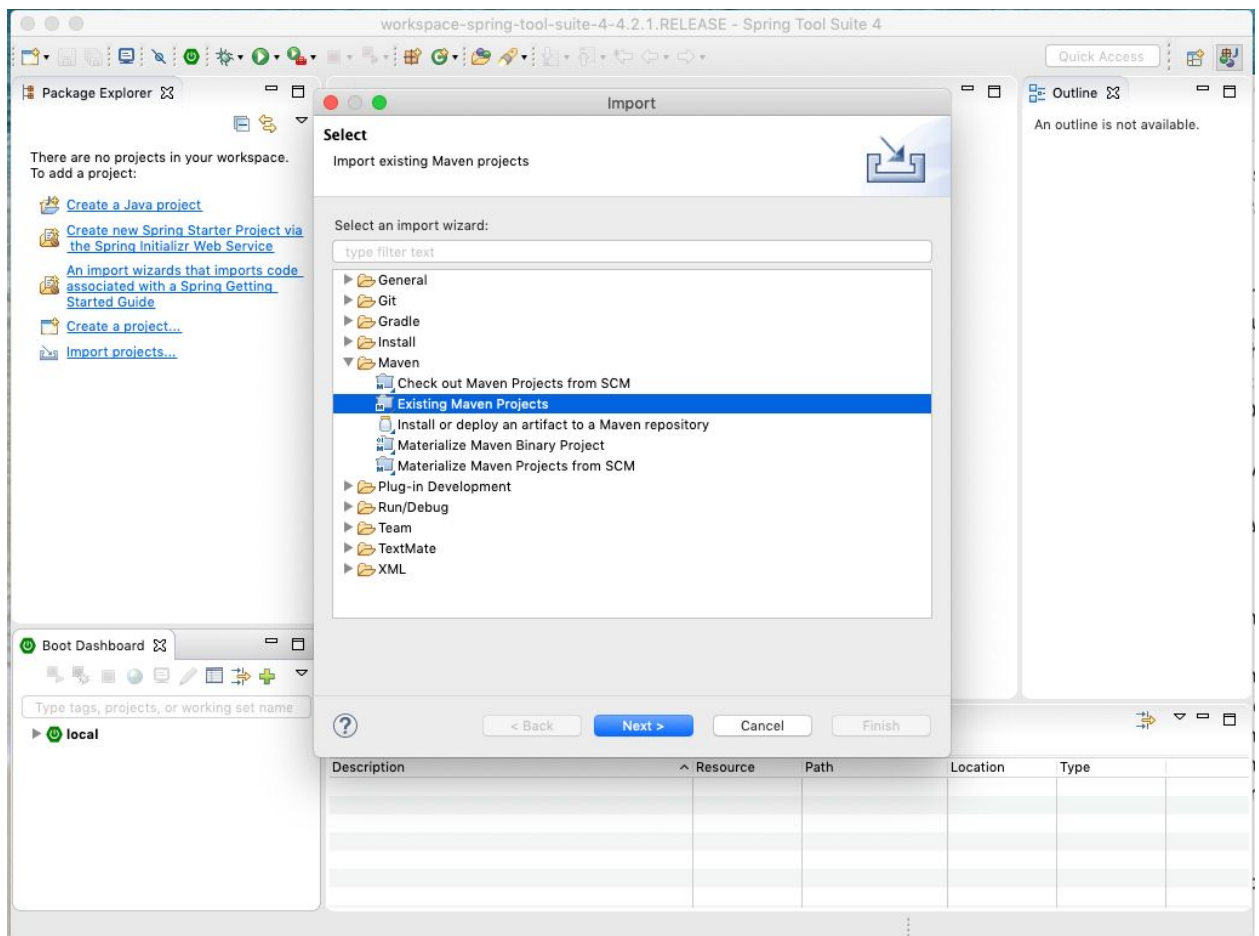 workspace-spring-tool-suite-4-4.2.1.RELEASE - Spring Tool Suite 4
Quick Access
Package Explorer
There are no projects in your workspace.
To add a project:
Create a Java project
Create new Spring Starter Project via
the Spring Initializr Web Service
An import wizards that imports code
associated with a Spring Getting
Started Guide
Create a project...
Import projects...
Import
Select
Import existing Maven projects
Select an import wizard:
type filter text
General
Git
Gradle
Install
Maven
Check out Maven Projects from SCM
Existing Maven Projects
Install or deploy an artifact to a Maven repository
Materialize Maven Binary Project
Materialize Maven Projects from SCM
Plug-in Development
Run/Debug
Team
TextMate
XML
?
< Back
Next >
Cancel
Finish
Outline
An outline is not available.
Boot Dashboard
Type tags, projects, or working set name
local
Description
Resource
Path
Location
Type